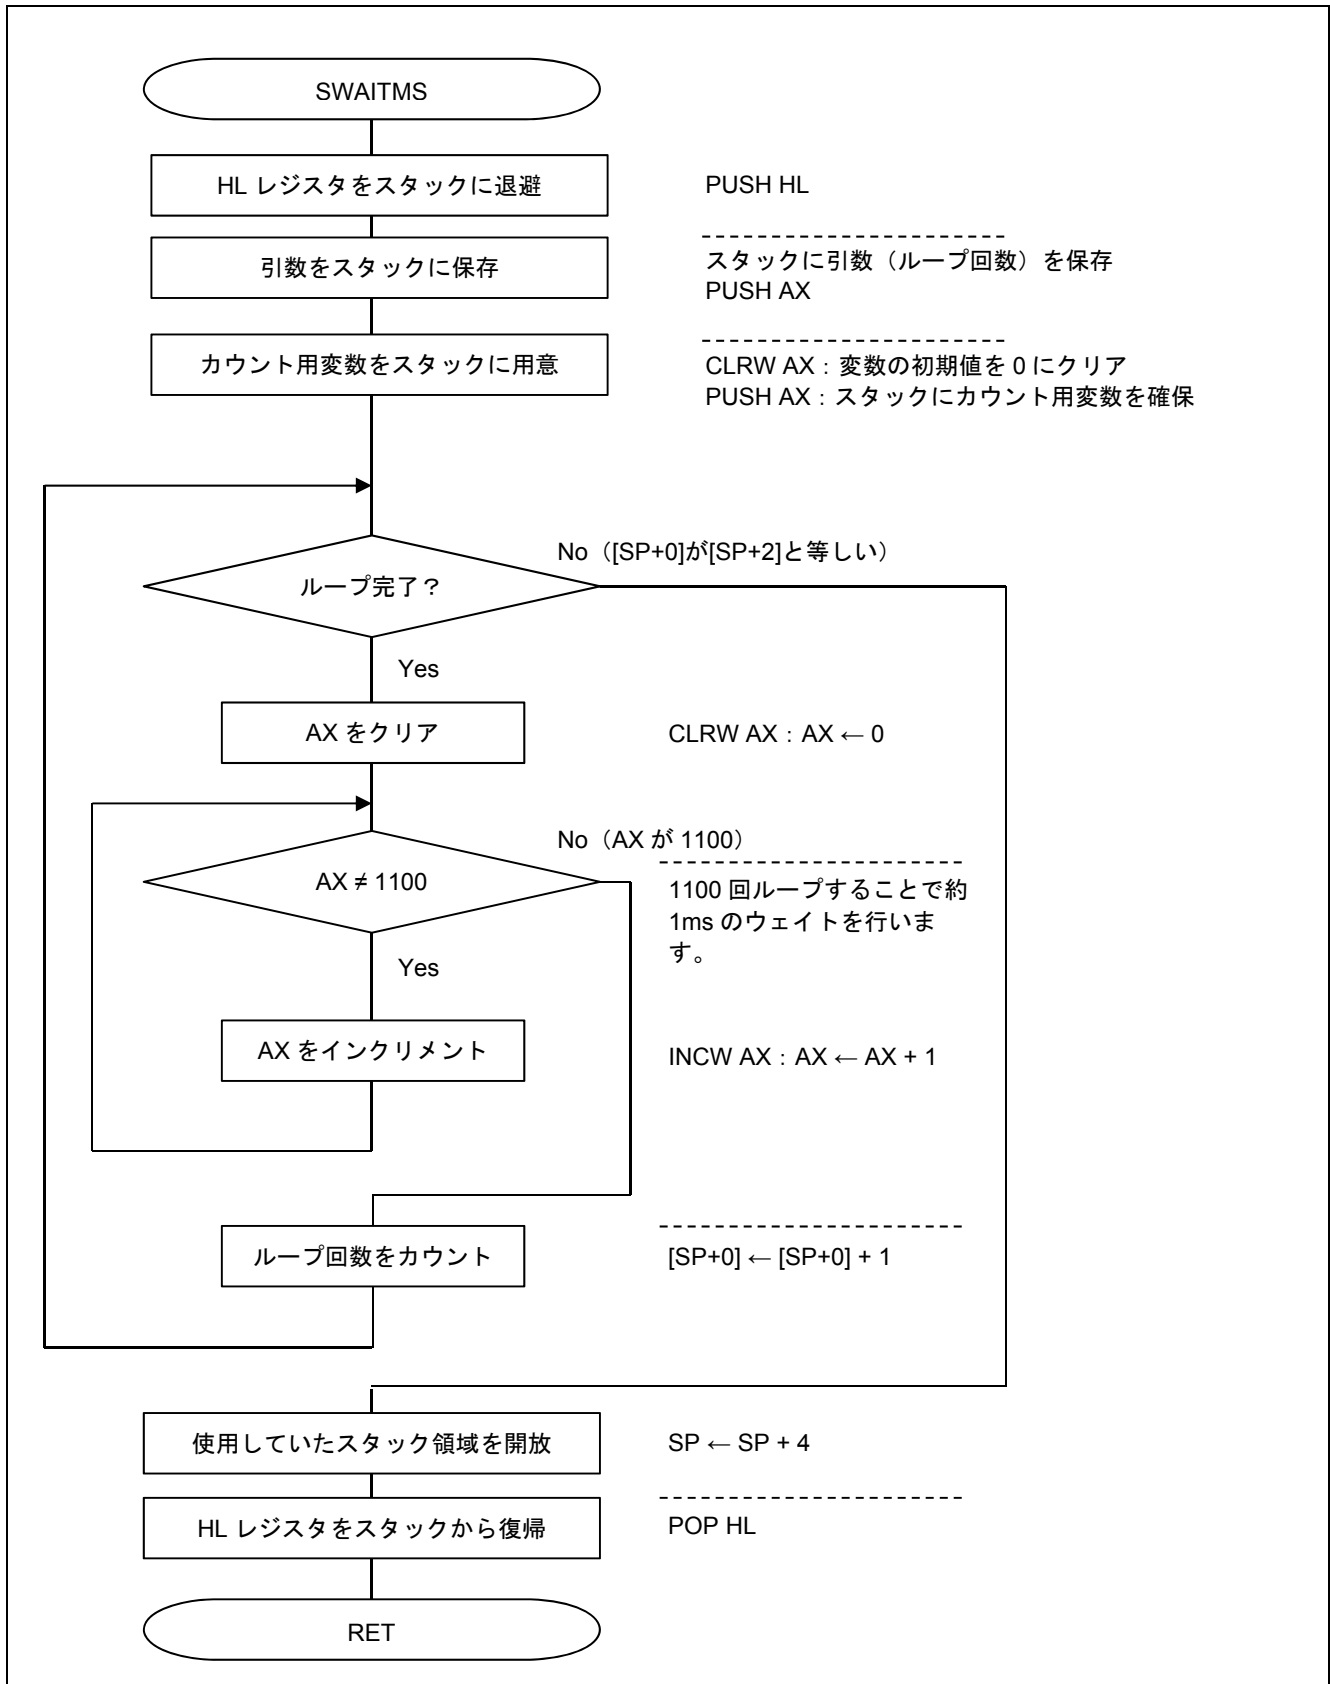 SWAITMS
HL レジスタをスタックに退避
PUSH HL
引数をスタックに保存
スタックに引数（ループ回数）を保存
PUSH AX
カウント用変数をスタックに用意
CLRW AX：変数の初期値を 0 にクリア
PUSH AX：スタックにカウント用変数を確保
No（[SP+0]が[SP+2]と等しい）
ループ完了？
Yes
AX をクリア
CLRW AX：AX ← 0
No（AX が 1100）
AX ≠ 1100
1100 回ループすることで約
1ms のウェイトを行いま
す。
Yes
AX をインクリメント
INCW AX：AX ← AX + 1
ループ回数をカウント
[SP+0] ← [SP+0] + 1
使用していたスタック領域を開放
SP ← SP + 4
HL レジスタをスタックから復帰
POP HL
RET